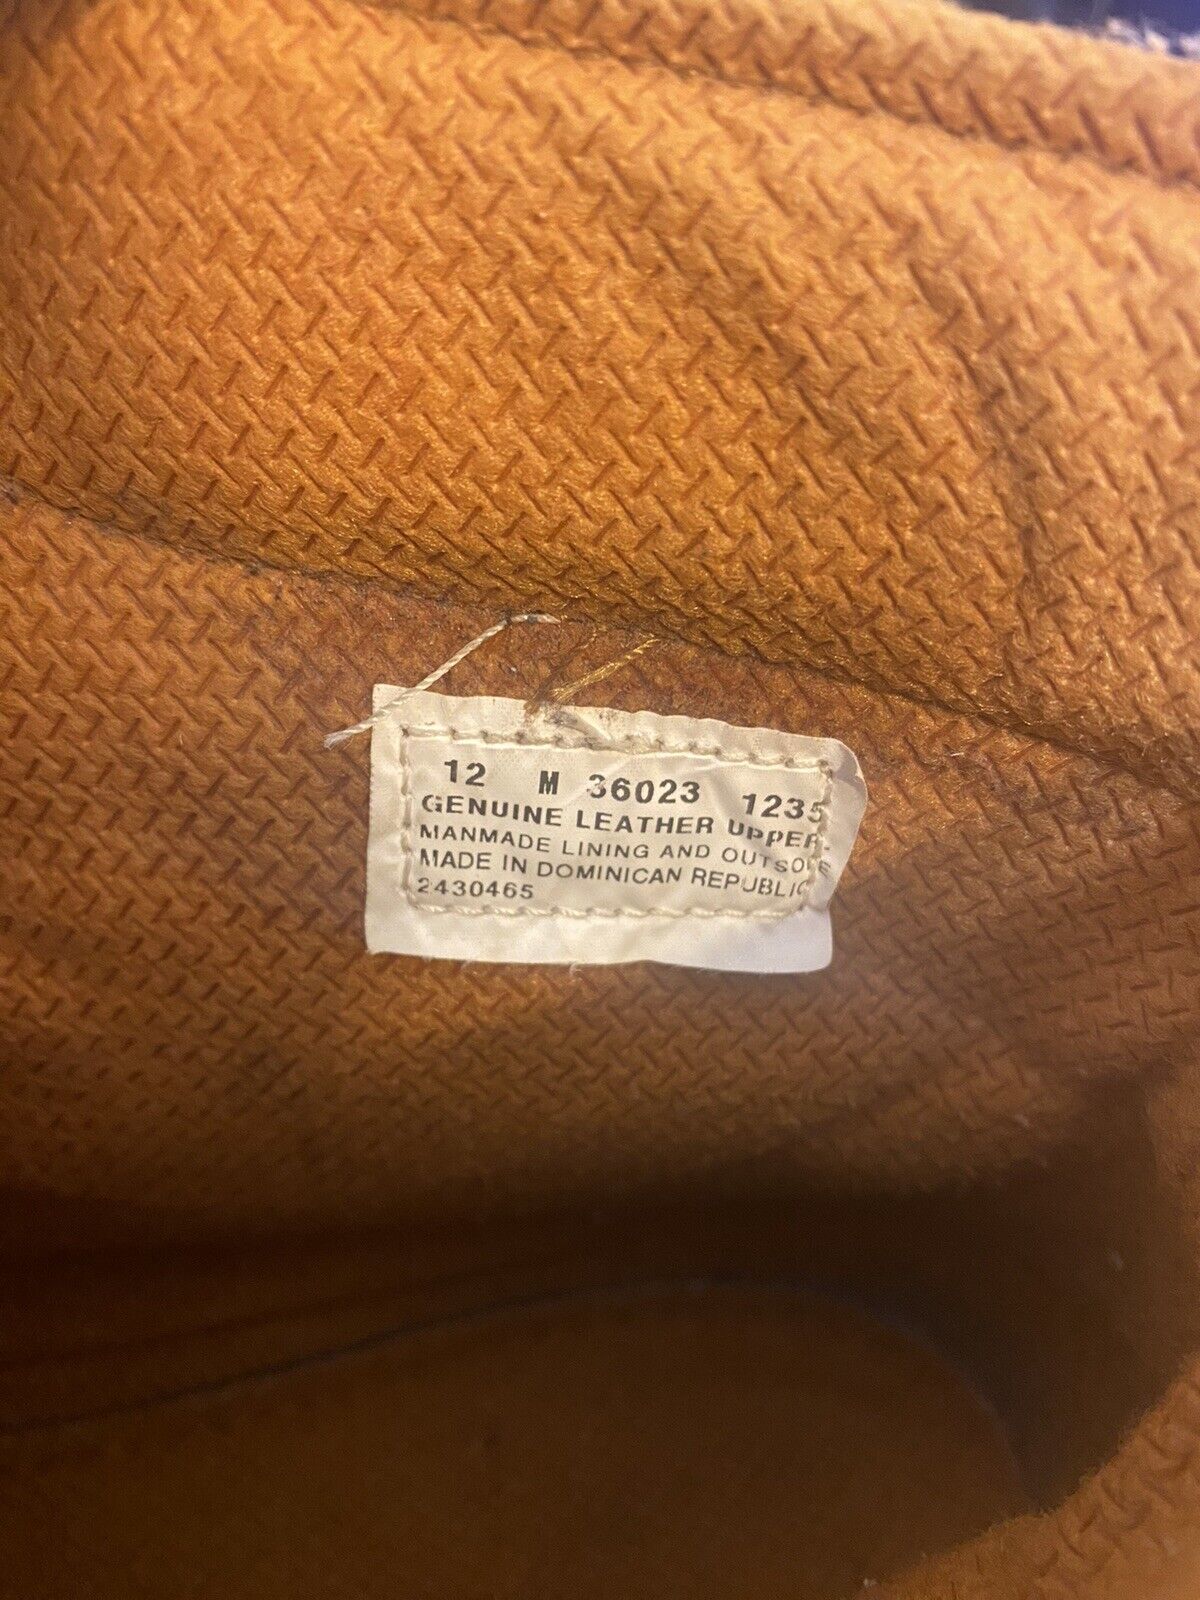 12 M 36023 1235
GENUINE LEATHER UPPER.
MANMADE LINING AND OUTSOLE
MADE IN DOMINICAN REPUBLIC
2430465